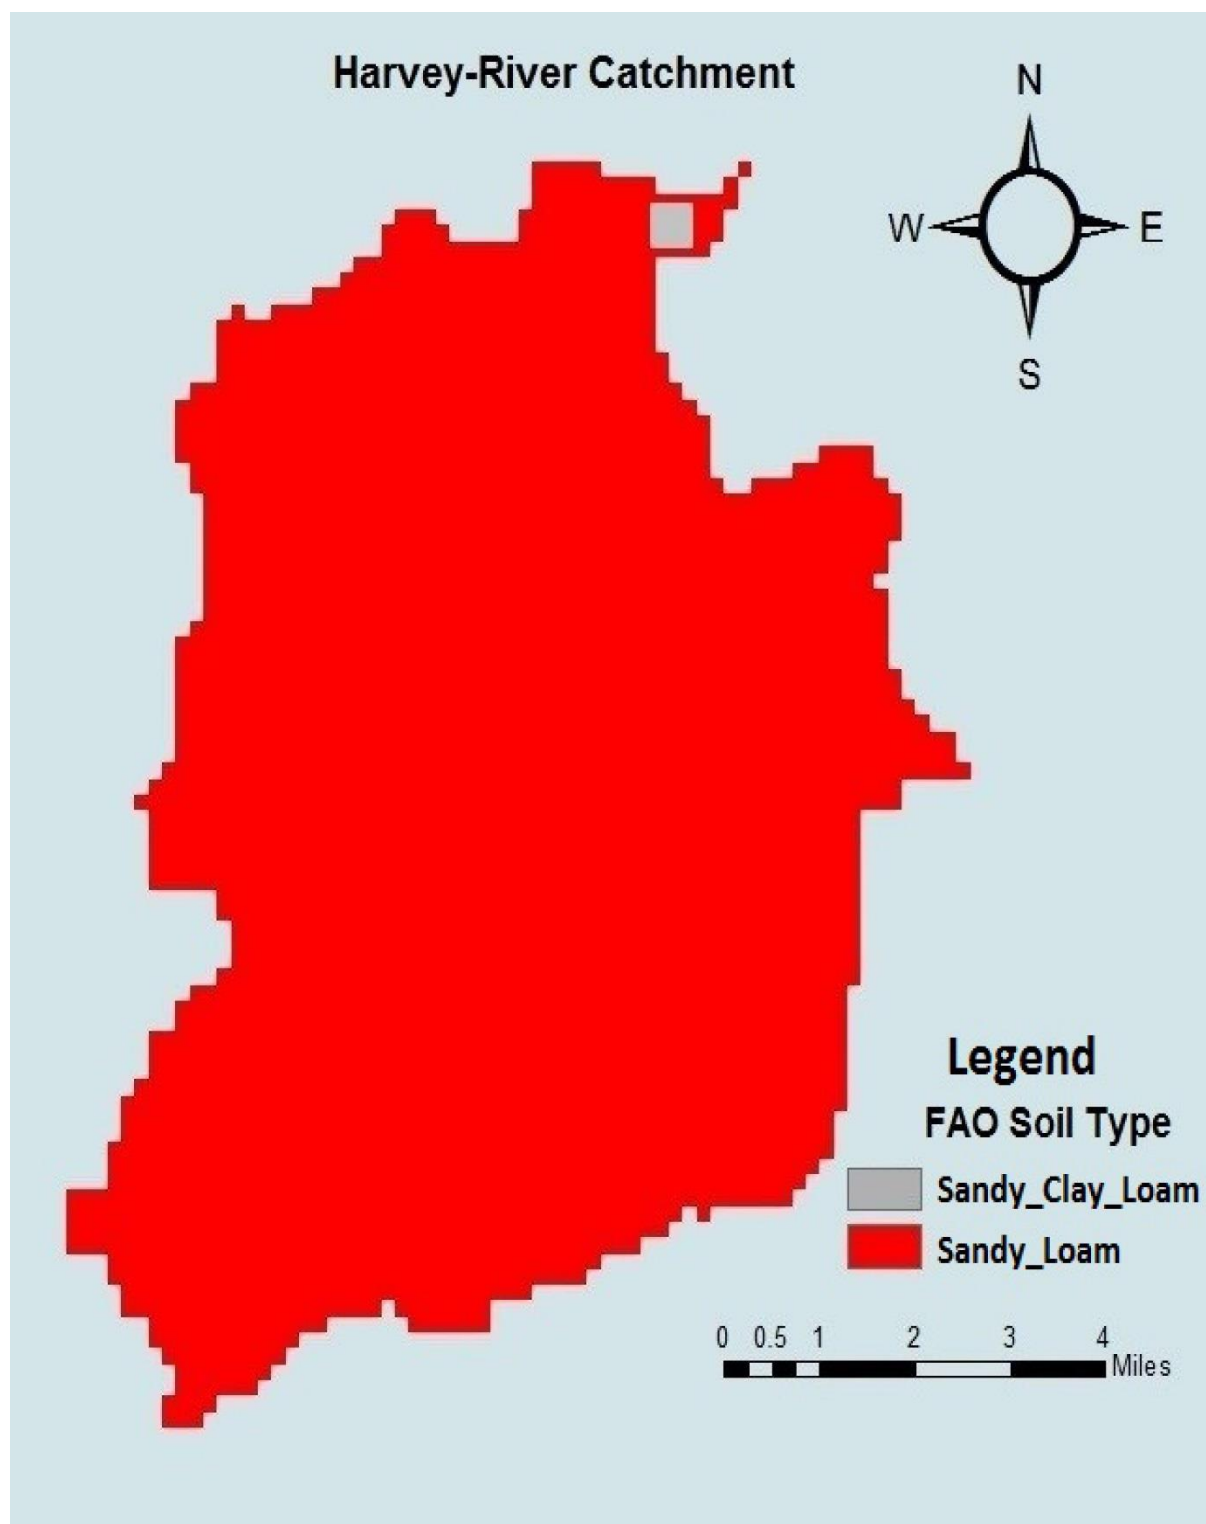 Harvey-River Catchment
N
W E
S
Legend
FAO Soil Type
Sandy_Clay_Loam
Sandy_Loam
0 0.5 1 2 3 4
Miles